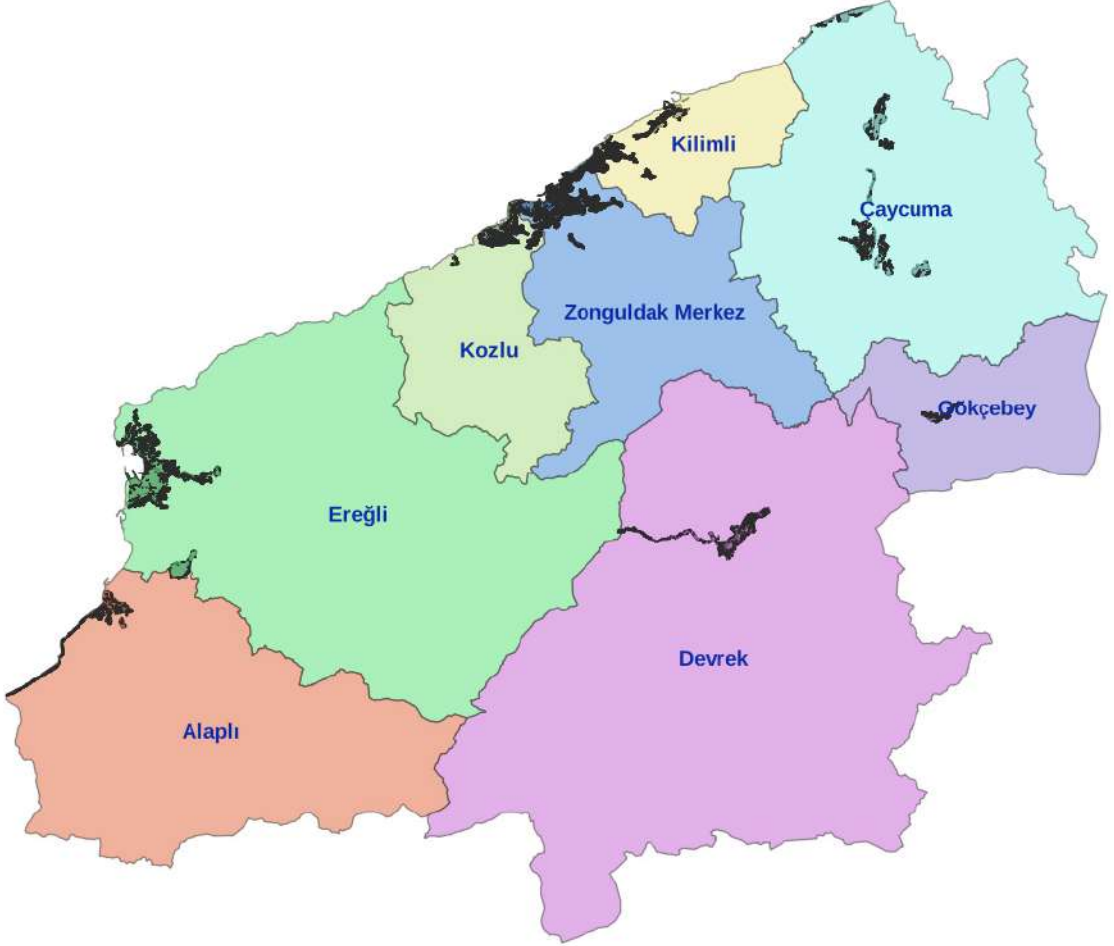 Kilimli
Çaycuma
Zonguldak Merkez
Kozlu
Gökçebey
Ereğli
Devrek
Alaplı